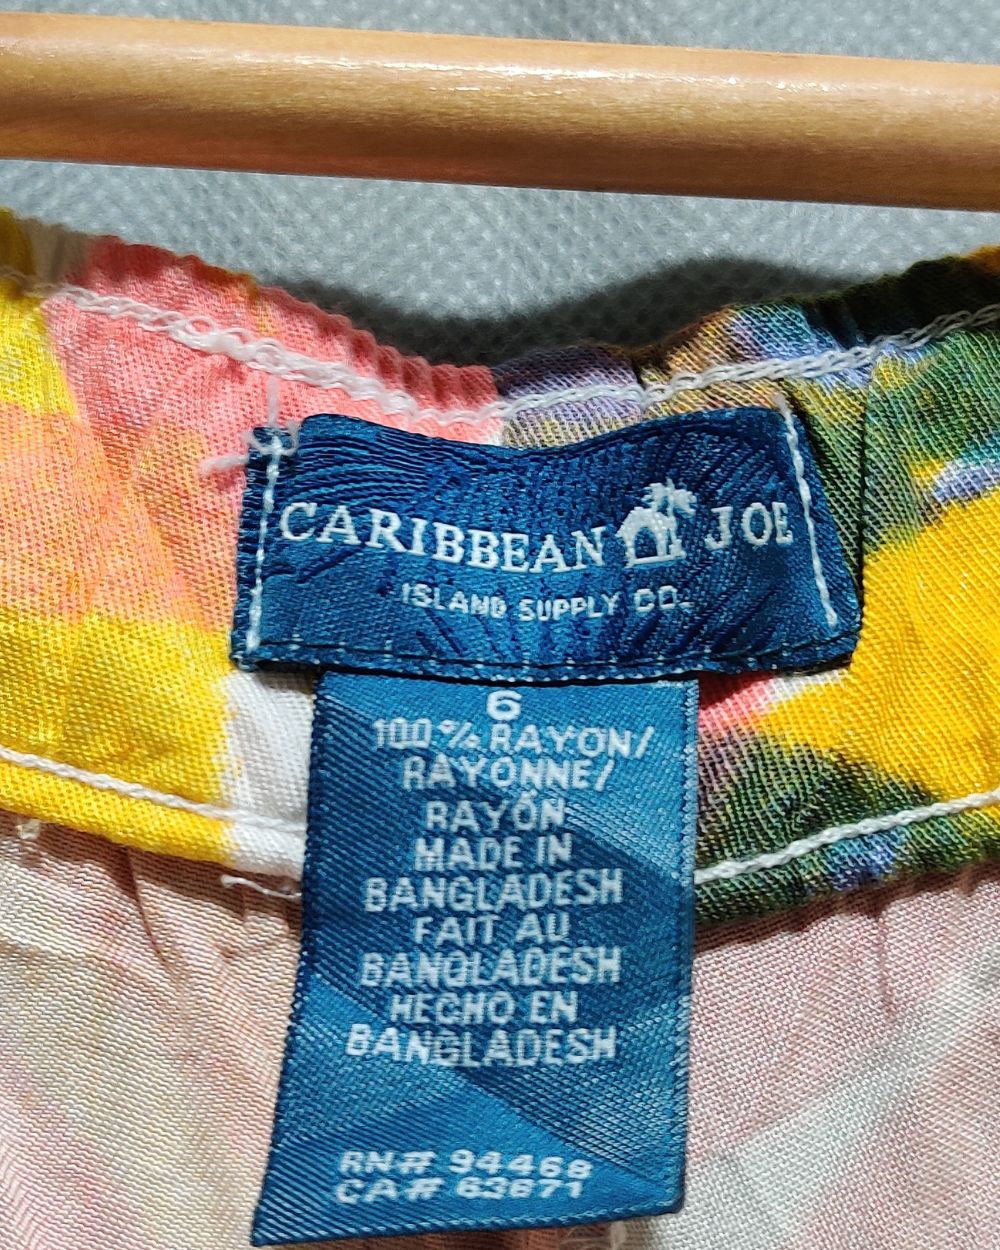 CARIBBEAN JOE
ISLAND SUPPLY CO.
6
100% RAYON/
RAYONNE/
RAYÓN
MADE IN
BANGLADESH
FAIT AU
BANGLADESH
HECHO EN
BANGLADESH
RN# 94468
CA# 63671